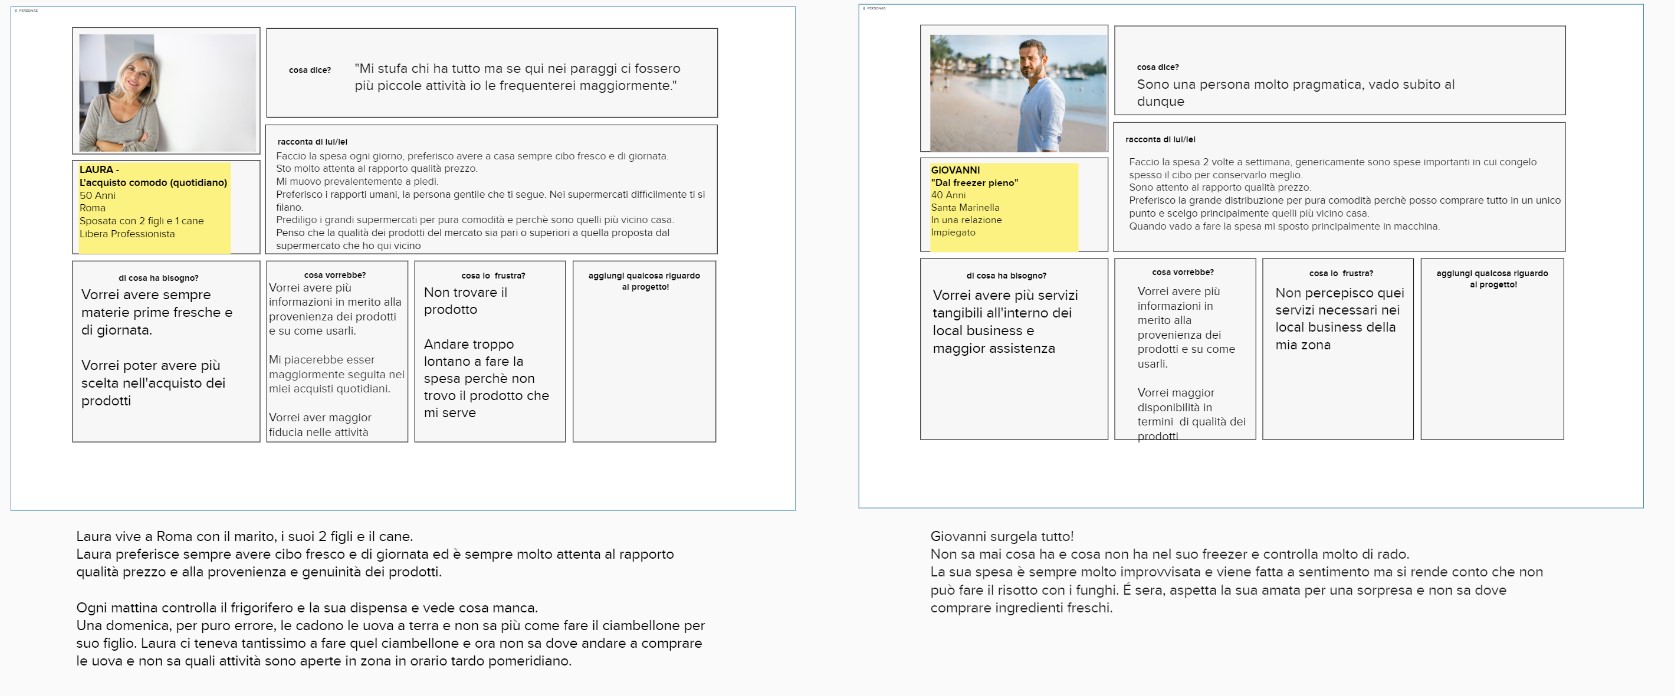 PERSONAS
cosa dice?
"Mi stufa chi ha tutto ma se qui nei paraggi ci fossero
più piccole attività io le frequenterei maggiormente."
LAURA -
L'acquisto comodo (quotidiano)
50 Anni
Roma
Sposata con 2 figli e 1 cane
Libera Professionista
racconta di lui/lei
Faccio la spesa ogni giorno, preferisco avere a casa sempre cibo fresco e di giornata.
Sto molto attenta al rapporto qualità prezzo.
Mi muovo prevalentemente a piedi.
Preferisco i rapporti umani, la persona gentile che ti segue. Nei supermercati difficilmente ti si
filano.
Prediligo i grandi supermercati per pura comodità e perchè sono quelli più vicino casa.
Penso che la qualità dei prodotti del mercato sia pari o superiori a quella proposta dal
supermercato che ho qui vicino
di cosa ha bisogno?
Vorrei avere sempre
materie prime fresche e
di giornata.
Vorrei poter avere più
scelta nell'acquisto dei
prodotti
cosa vorrebbe?
Vorrei avere più
informazioni in merito alla
provenienza dei prodotti
e su come usarli.
Mi piacerebbe esser
maggiormente seguita nei
miei acquisti quotidiani.
Vorrei aver maggior
fiducia nelle attività
cosa lo frustra?
Non trovare il
prodotto
Andare troppo
lontano a fare la
spesa perchè non
trovo il prodotto che
mi serve
aggiungi qualcosa riguardo
al progetto!
Laura vive a Roma con il marito, i suoi 2 figli e il cane.
Laura preferisce sempre avere cibo fresco e di giornata ed è sempre molto attenta al rapporto
qualità prezzo e alla provenienza e genuinità dei prodotti.
Ogni mattina controlla il frigorifero e la sua dispensa e vede cosa manca.
Una domenica, per puro errore, le cadono le uova a terra e non sa più come fare il ciambellone per
suo figlio. Laura ci teneva tantissimo a fare quel ciambellone e ora non sa dove andare a comprare
le uova e non sa quali attività sono aperte in zona in orario tardo pomeridiano.
PERSONAS
cosa dice?
Sono una persona molto pragmatica, vado subito al
dunque
GIOVANNI
"Dal freezer pieno"
40 Anni
Santa Marinella
In una relazione
Impiegato
racconta di lui/lei
Faccio la spesa 2 volte a settimana, genericamente sono spese importanti in cui congelo
spesso il cibo per conservarlo meglio.
Sono attento al rapporto qualità prezzo.
Preferisco la grande distribuzione per pura comodità perchè posso comprare tutto in un unico
punto e scelgo principalmente quelli più vicino casa.
Quando vado a fare la spesa mi sposto principalmente in macchina.
di cosa ha bisogno?
Vorrei avere più servizi
tangibili all'interno dei
local business e
maggior assistenza
cosa vorrebbe?
Vorrei avere più
informazioni in
merito alla
provenienza dei
prodotti e su come
usarli.
Vorrei maggior
disponibilità in
termini di qualità dei
prodotti
cosa lo frustra?
Non percepisco quei
servizi necessari nei
local business della
mia zona
aggiungi qualcosa riguardo
al progetto!
Giovanni surgela tutto!
Non sa mai cosa ha e cosa non ha nel suo freezer e controlla molto di rado.
La sua spesa è sempre molto improvvisata e viene fatta a sentimento ma si rende conto che non
può fare il risotto con i funghi. É sera, aspetta la sua amata per una sorpresa e non sa dove
comprare ingredienti freschi.